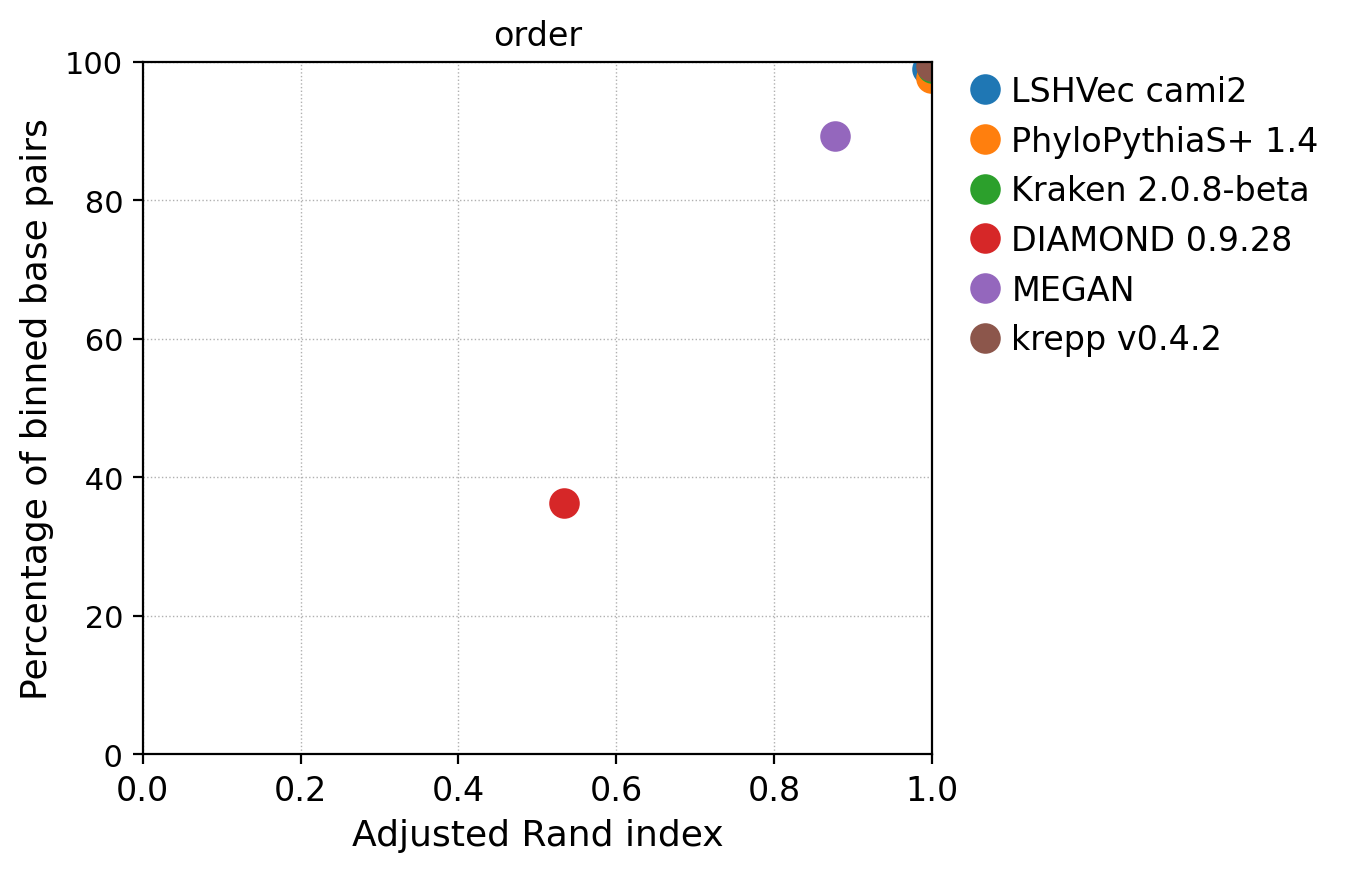 order
Percentage of binned base pairs
100
80
60
40
20
0
0.0 0.2 0.4 0.6 0.8 1.0
Adjusted Rand index
LSHVec cami2
PhyloPythiaS+ 1.4
Kraken 2.0.8-beta
DIAMOND 0.9.28
MEGAN
krepp v0.4.2